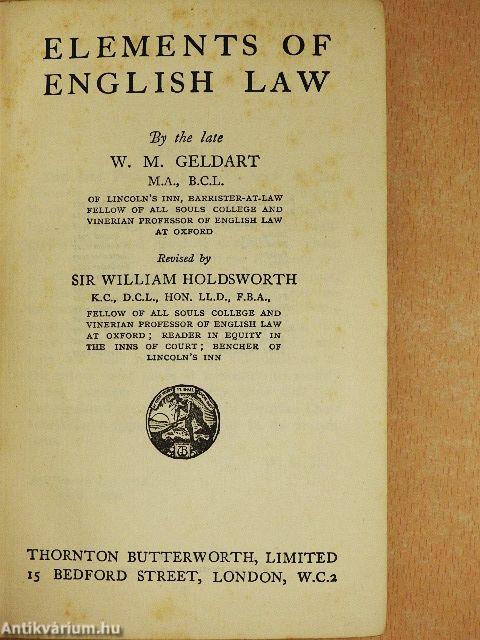 ELEMENTS OF
ENGLISH LAW
By the late
W. M. GELDART
M.A., B.C.L.
OF LINCOLN'S INN, BARRISTER-AT-LAW
FELLOW OF ALL SOULS COLLEGE AND
VINERIAN PROFESSOR OF ENGLISH LAW
AT OXFORD
Revised by
SIR WILLIAM HOLDSWORTH
K.C., D.C.L., HON. LL.D., F.B.A.,
FELLOW OF ALL SOULS COLLEGE AND
VINERIAN PROFESSOR OF ENGLISH LAW
AT OXFORD; READER IN EQUITY IN
THE INNS OF COURT; BENCHER OF
LINCOLN'S INN
THORNTON BUTTERWORTH, LIMITED
15 BEDFORD STREET, LONDON, W.C.2
Antikvárium.hu